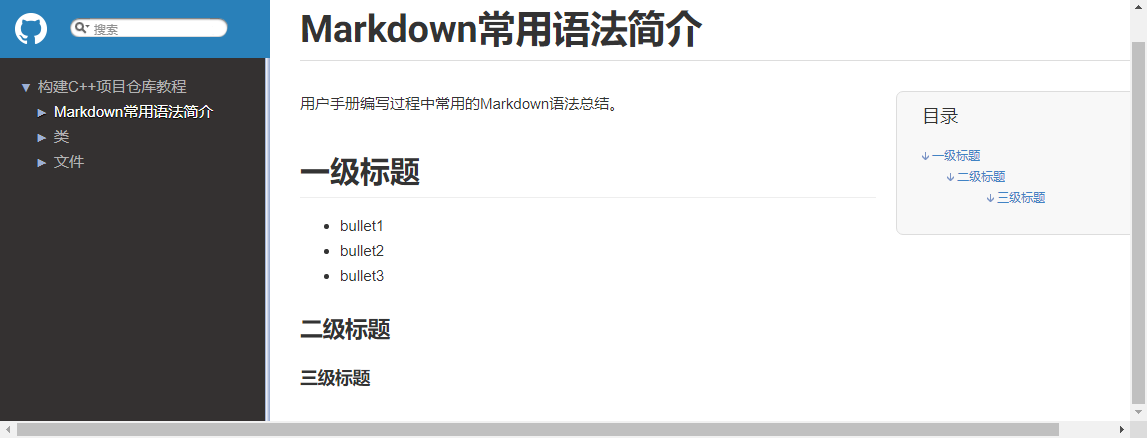 搜索
构建C++项目仓库教程
Markdown常用语法简介
类
文件
Markdown常用语法简介
用户手册编写过程中常用的Markdown语法总结。
目录
一级标题
二级标题
三级标题
一级标题
bullet1
bullet2
bullet3
二级标题
三级标题